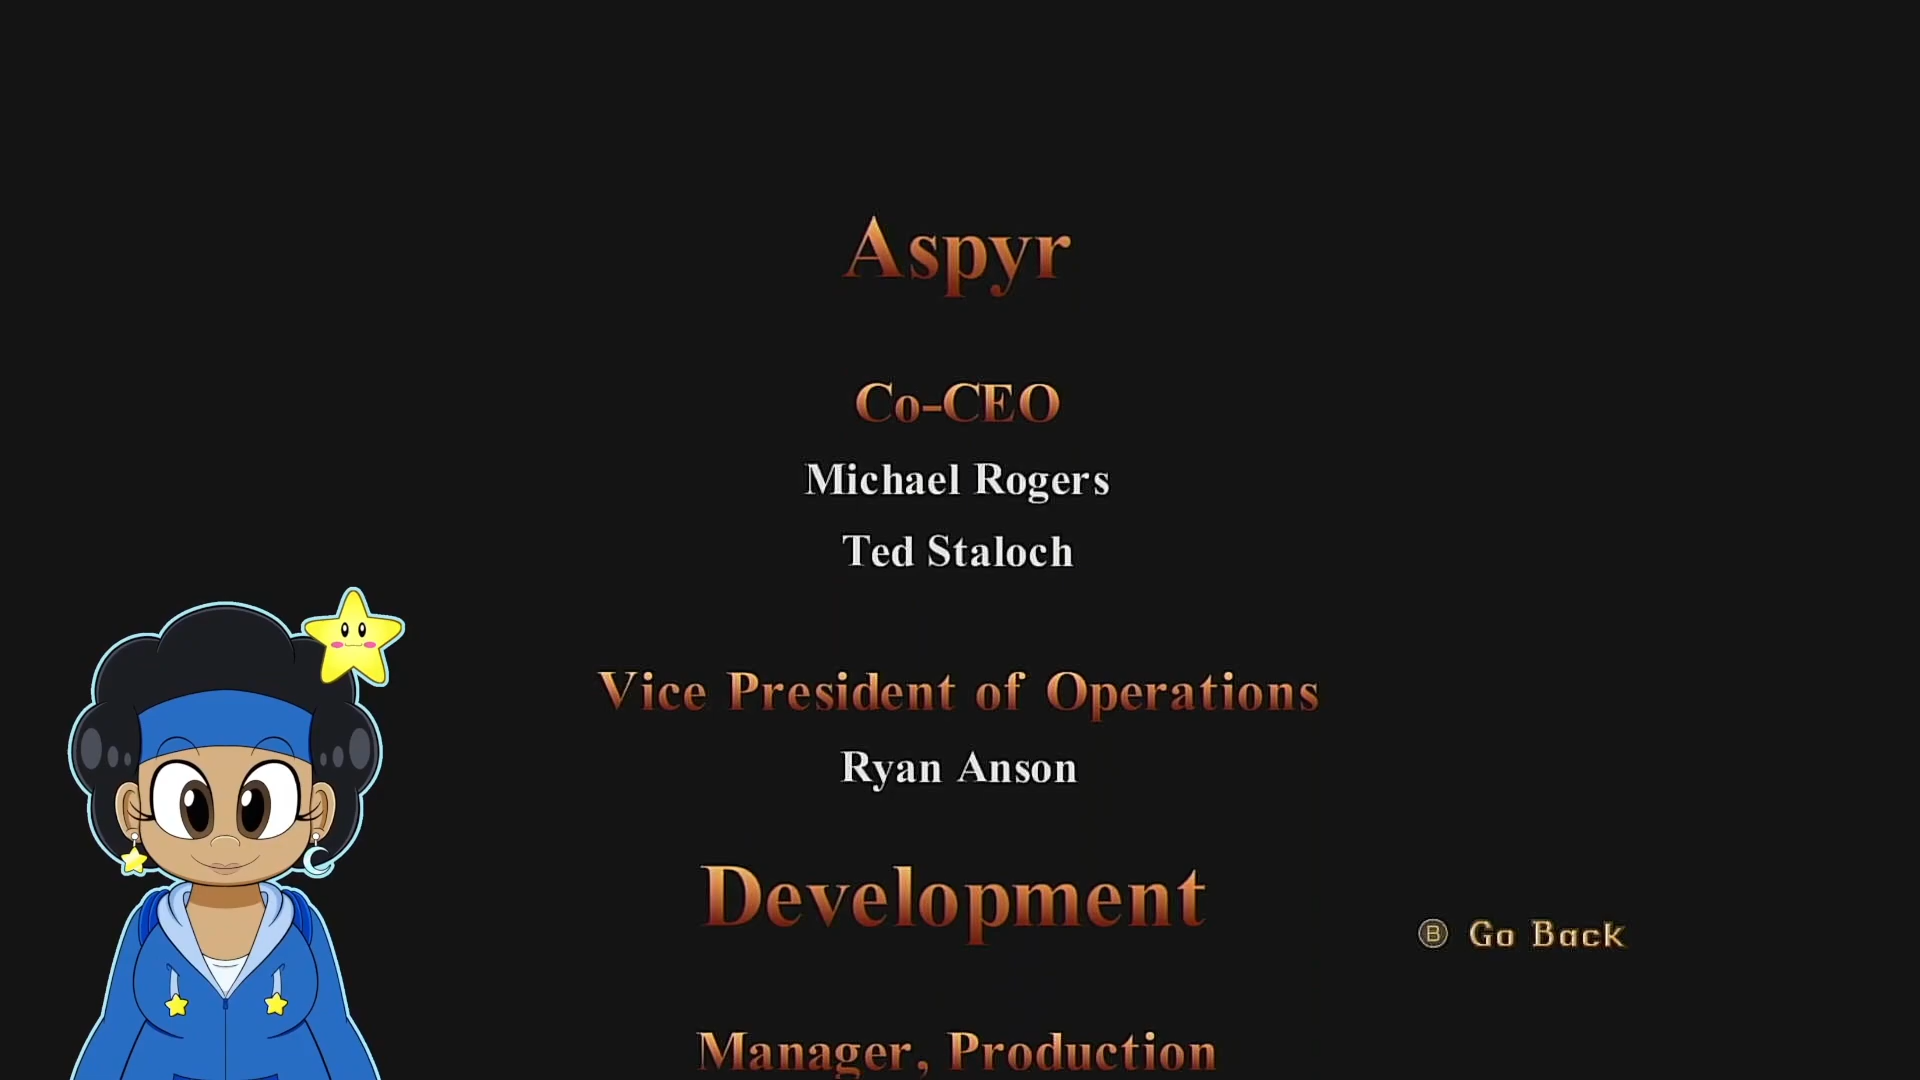 Aspyr
Co-CEO
Michael Rogers
Ted Staloch
Vice President of Operations
Ryan Anson
Development
B Go Back
Manager, Production